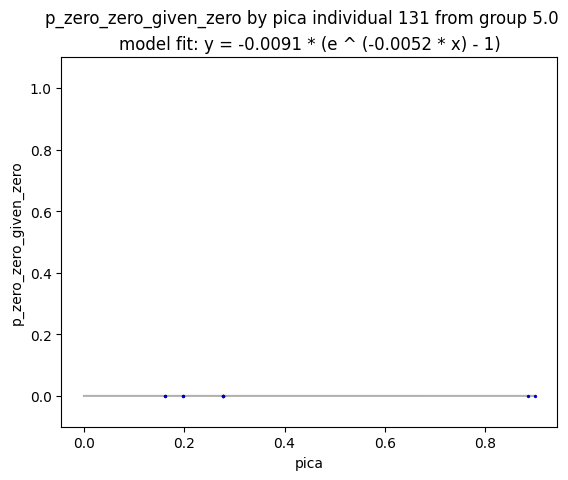 p_zero_zero_given_zero by pica individual 131 from group 5.0
model fit: y = -0.0091 * (e ^ (-0.0052 * x) - 1)
1.0
0.8
0.6
0.4
0.2
0.0
p_zero_zero_given_zero
0.0 0.2 0.4 0.6 0.8
pica